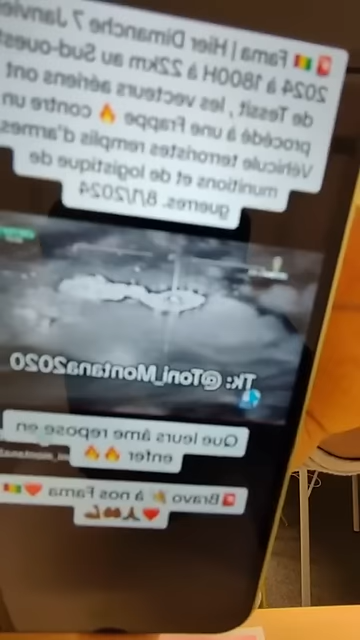 Fama | Hier Dimanche 7 Janvier
2024 à 1800H à 22km au Sud-ouest
de Tessit, les vecteurs aériens ont
procédé à une Frappe 🔥 contre un
Véhicule terroristes remplis d'armes
munitions et de logistique de
guerres. 8/1/2024
Tk: @Toni_Montana2020
Que leurs âme repose en
enfer 🔥🔥
Bravo 👏 à nos Fama ❤️🇲🇱